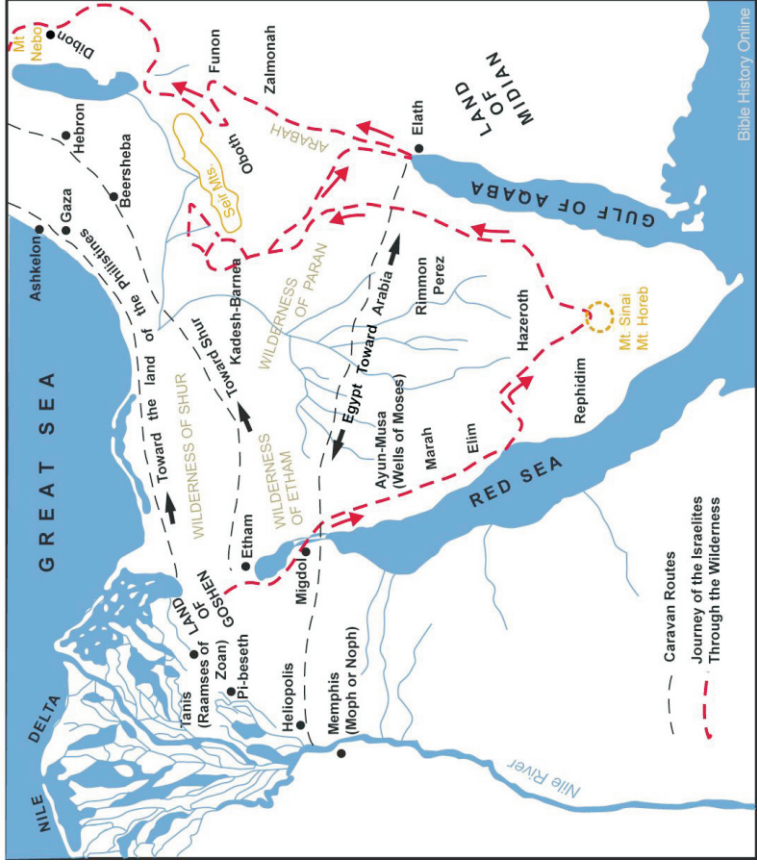 GREAT SEA
NILE
DELTA
Tanis
(Raamses of
Zoan)
Pi-beseth
LAND
OF
GOSHEN
Heliopolis
Memphis
(Moph or Noph)
Nile River
Etham
Migdol
Toward the land of the Philistines
WILDERNESS OF SHUR
Toward Shur
WILDERNESS
OF ETHAM
Ashkelon
Gaza
Hebron
Beersheba
Mt
Nebo
Dibon
Kadesh-Barnea
WILDERNESS
OF PARAN
Seir Mts.
Oboth
Funon
Zalmonah
ARABAH
Egypt Toward Arabia
Ayun-Musa
(Wells of Moses)
Marah
Elim
Rimmon
Perez
Hazeroth
Rephidim
Elath
LAND
OF
MIDIAN
GULF OF AQABA
RED SEA
Mt. Sinai
Mt. Horeb
Caravan Routes
Journey of the Israelites
Through the Wilderness
Bible History Online